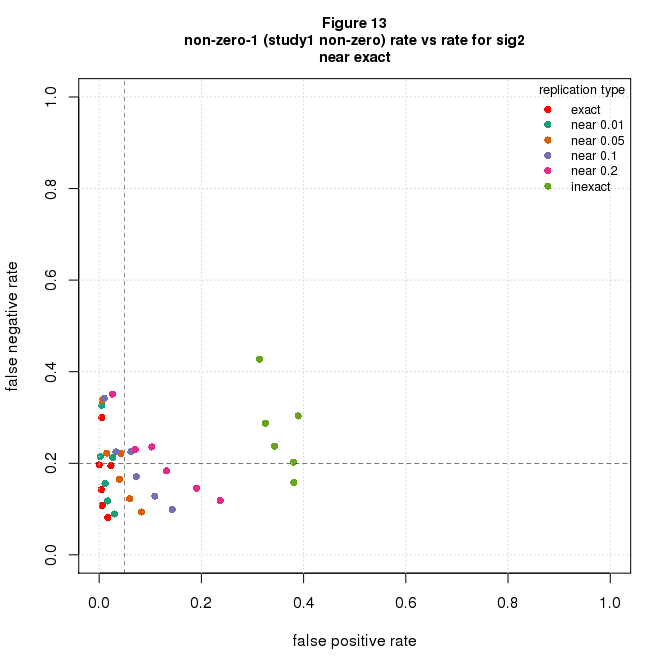 Figure 13
non-zero-1 (study1 non-zero) rate vs rate for sig2
near exact
replication type
exact
near 0.01
near 0.05
near 0.1
near 0.2
inexact
false negative rate
1.0
0.8
0.6
0.4
0.2
0.0
0.0 0.2 0.4 0.6 0.8 1.0
false positive rate